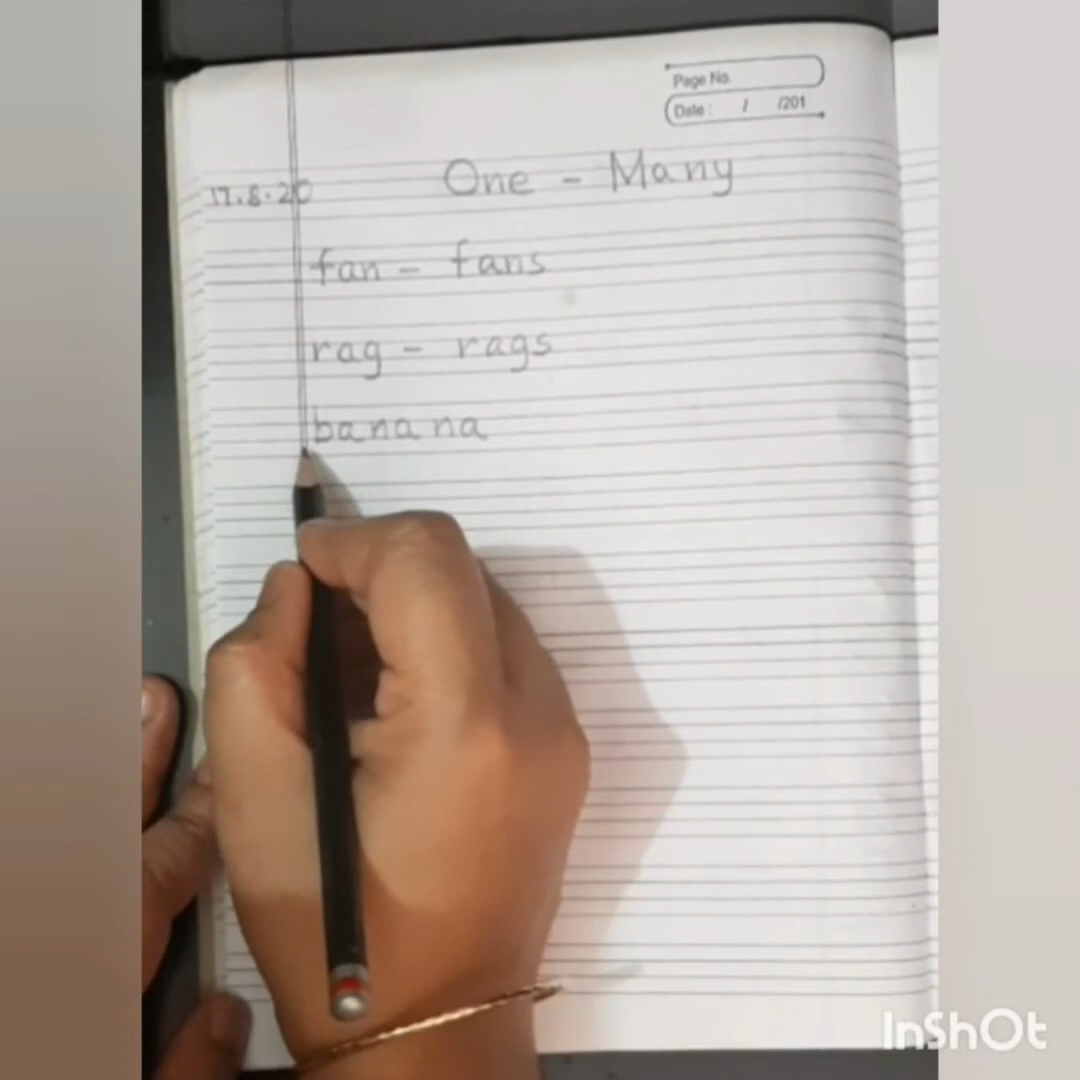 Page No.
Date : / /201
One - Many
17.8.20
fan - fans
rag - rags
banana
InShOt